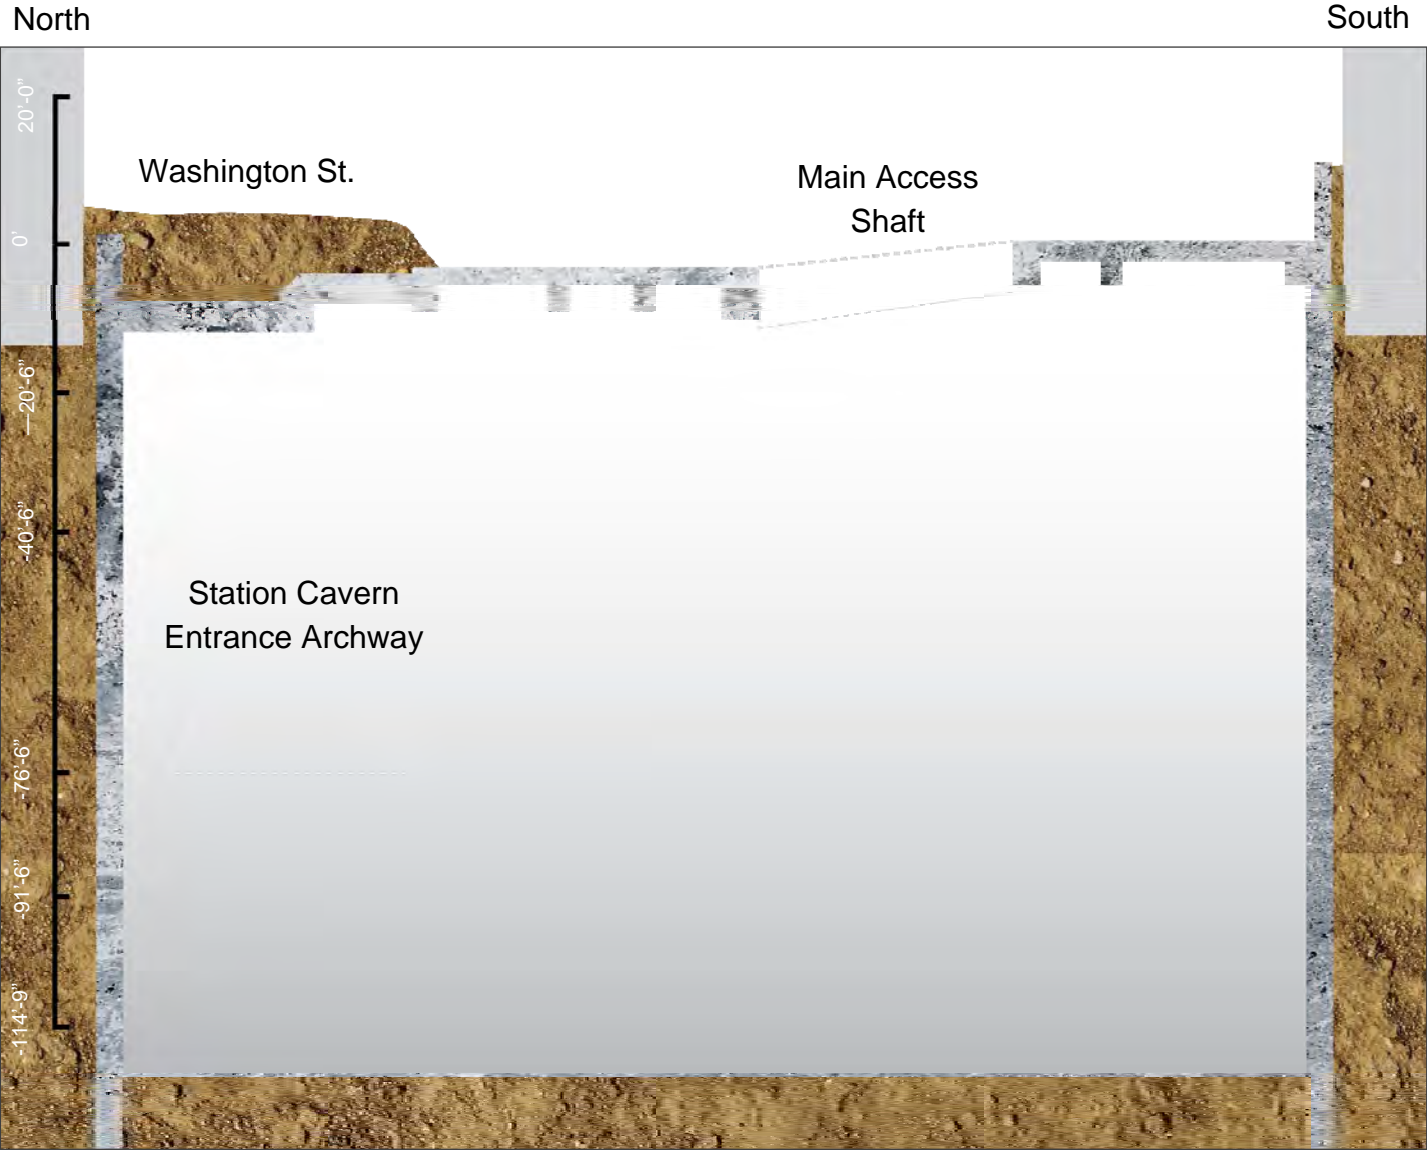 North
South
20'-0"
Washington St.
Main Access
Shaft
0'
—20'-6"
-40'-6"
Station Cavern
Entrance Archway
-76'-6"
-91'-6"
-114'-9"